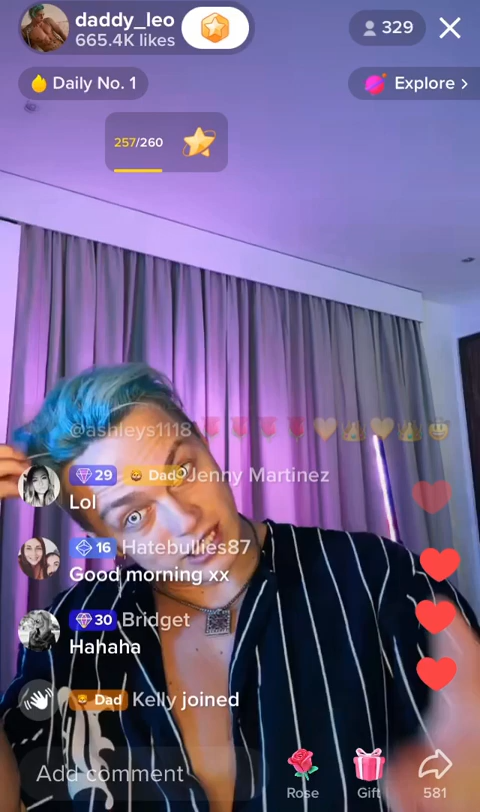 daddy_leo
665.4K likes
329
Daily No. 1
Explore >
257/260
@ashleys1118
29 Dad Jenny Martinez
Lol
16 Hatebullies87
Good morning xx
30 Bridget
Hahaha
Dad Kelly joined
Add comment
Rose
Gift
581